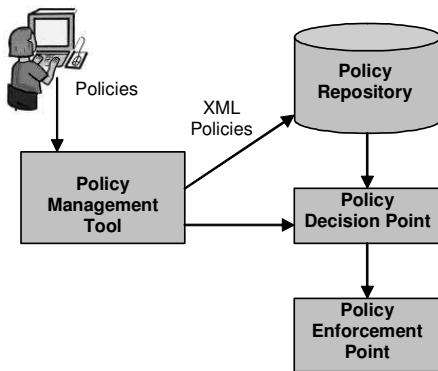 Policies
XML
Policies
Policy
Repository
Policy
Management
Tool
Policy
Decision Point
Policy
Enforcement
Point